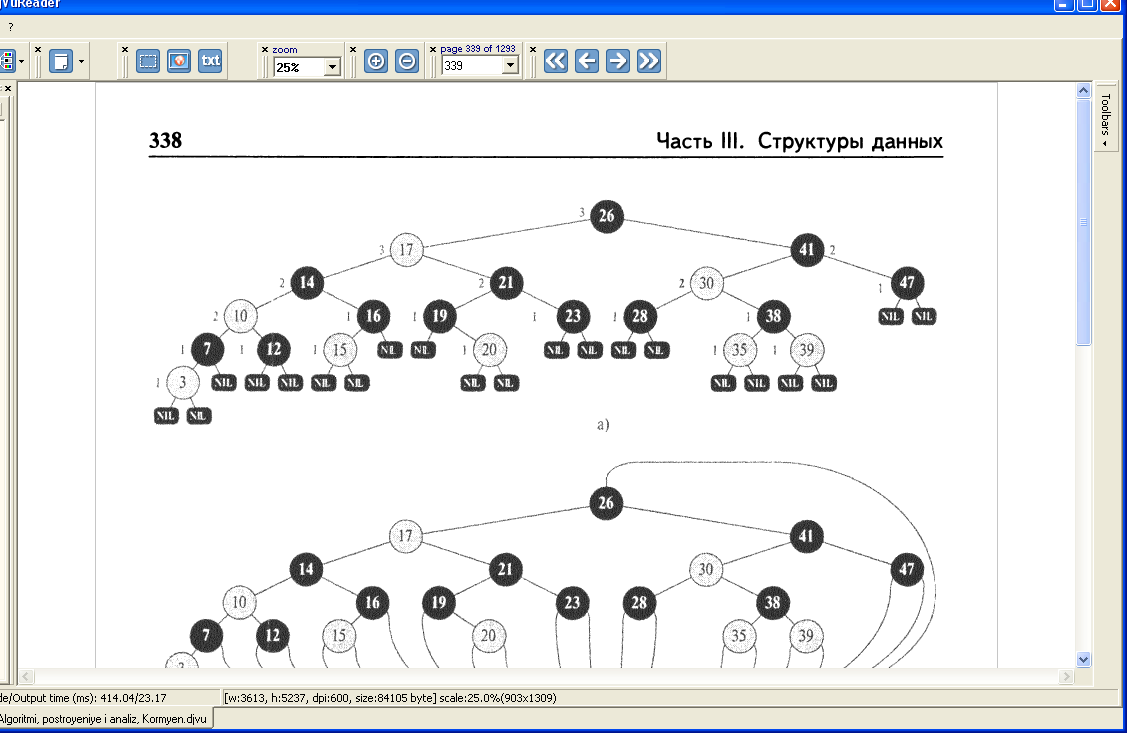 jVuReader
?
txt
zoom
25%
page 339 of 1293
339
Toolbars
338 Часть III. Структуры данных
3 26
3 17 41 2
2 14 2 21 2 30 1 47
2 10 1 16 1 19 1 23 1 28 1 38 NIL NIL
1 7 1 12 1 15 NIL NIL 1 20 NIL NIL NIL NIL 1 35 1 39
1 3 NIL NIL NIL NIL NIL NIL NIL NIL NIL NIL NIL
NIL NIL
а)
26
17 41
14 21 30 47
10 16 19 23 28 38
7 12 15 20 35 39
3
de/Output time (ms): 414.04/23.17 [w:3613, h:5237, dpi:600, size:84105 byte] scale:25.0%(903x1309)
Algoritmi, postroyeniye i analiz, Kormyen.djvu